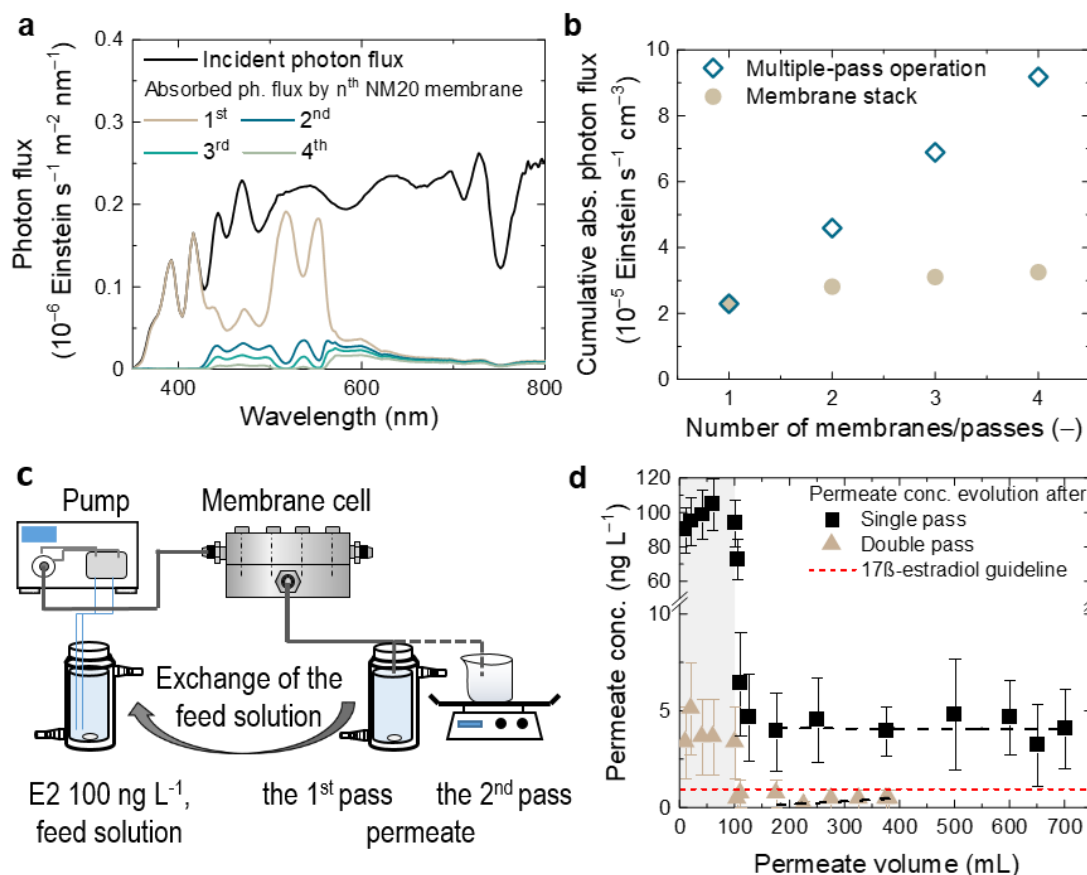 a
Incident photon flux
Absorbed ph. flux by nth NM20 membrane
1st 2nd
3rd 4th
Photon flux
(10⁻⁶ Einstein s⁻¹ m⁻² nm⁻¹)
0.4
0.3
0.2
0.1
0
400 600 800
Wavelength (nm)
b
Multiple-pass operation
Membrane stack
Cumulative abs. photon flux
(10⁻⁵ Einstein s⁻¹ cm⁻³)
10
8
6
4
2
0
1 2 3 4
Number of membranes/passes (–)
c
Pump Membrane cell
Exchange of the
feed solution
E2 100 ng L⁻¹,
feed solution
the 1st pass the 2nd pass
permeate
d
Permeate conc. evolution after
Single pass
Double pass
17ß-estradiol guideline
Permeate conc. (ng L⁻¹)
120
100
80
60
10
5
0
0 100 200 300 400 500 600 700
Permeate volume (mL)